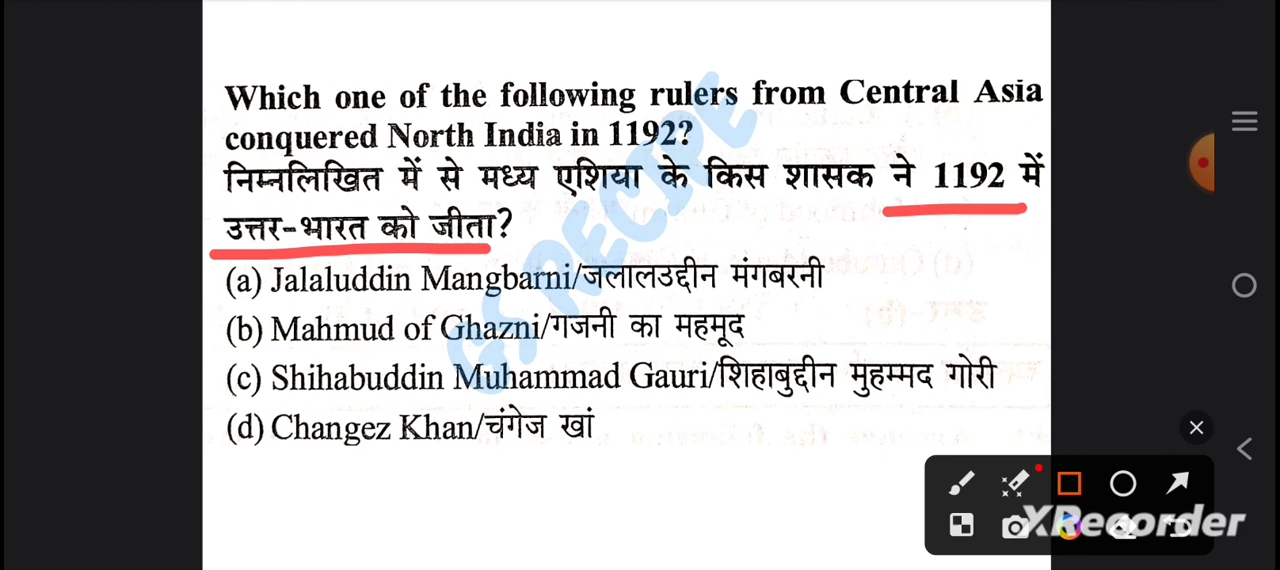 Which one of the following rulers from Central Asia
conquered North India in 1192?
निम्नलिखित में से मध्य एशिया के किस शासक ने 1192 में
उत्तर-भारत को जीता?
(a) Jalaluddin Mangbarni/जलालउद्दीन मंगबरनी
(b) Mahmud of Ghazni/गजनी का महमूद
(c) Shihabuddin Muhammad Gauri/शिहाबुद्दीन मुहम्मद गोरी
(d) Changez Khan/चंगेज खां
GS RECIPE
XRecorder